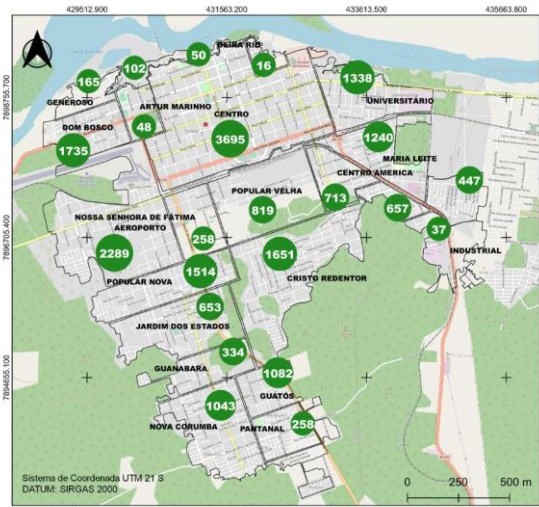 429512.900 431563.200 433613.500 435663.800
7898755.700
7896705.400
7894655.100
BEIRA RIO
50
16
102
165
1338
GENEROSO
ARTUR MARINHO
UNIVERSITÁRIO
CENTRO
DOM BOSCO
48
3695
1240
1735
MARIA LEITE
CENTRO AMERICA
447
POPULAR VELHA
713
657
819
NOSSA SENHORA DE FÁTIMA
AEROPORTO
258
37
2289
1651
INDUSTRIAL
1514
POPULAR NOVA
CRISTO REDENTOR
653
JARDIM DOS ESTADOS
334
GUANABARA
1082
GUATÓS
1043
NOVA CORUMBA
PANTANAL
258
Sistema de Coordenada UTM 21 S
DATUM: SIRGAS 2000
0 250 500 m